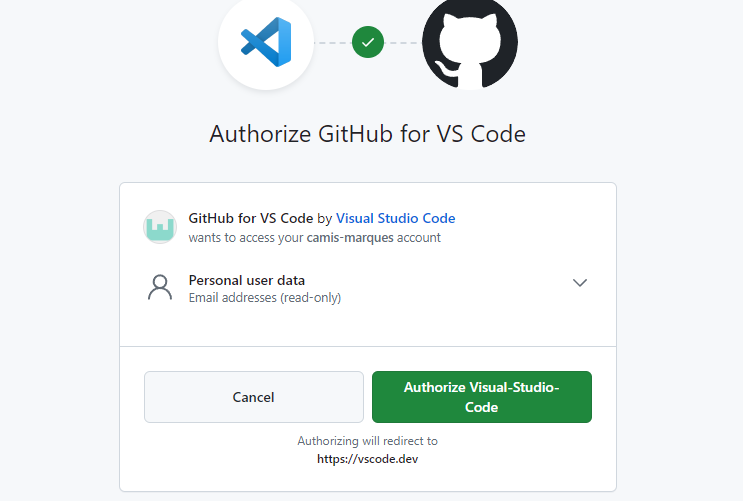 Authorize GitHub for VS Code
GitHub for VS Code by Visual Studio Code
wants to access your camis-marques account
Personal user data
Email addresses (read-only)
Cancel
Authorize Visual-Studio-
Code
Authorizing will redirect to
https://vscode.dev